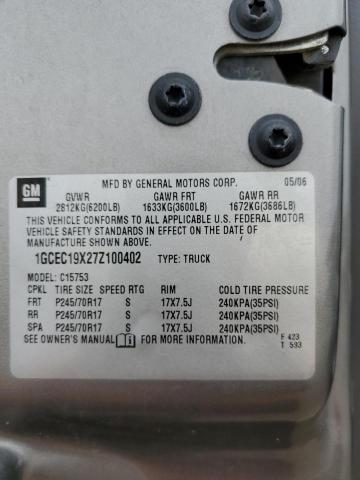 GM
MFD BY GENERAL MOTORS CORP. 05/06
GVWR GAWR FRT GAWR RR
2812KG(6200LB) 1633KG(3600LB) 1672KG(3686LB)
THIS VEHICLE CONFORMS TO ALL APPLICABLE U.S. FEDERAL MOTOR
VEHICLE SAFETY STANDARDS IN EFFECT ON THE DATE OF
MANUFACTURE SHOWN ABOVE.
1GCEC19X27Z100402 TYPE: TRUCK
MODEL: C15753
CPKL TIRE SIZE SPEED RTG RIM COLD TIRE PRESSURE
FRT P245/70R17 S 17X7.5J 240KPA(35PSI)
RR P245/70R17 S 17X7.5J 240KPA(35PSI)
SPA P245/70R17 S 17X7.5J 240KPA(35PSI)
SEE OWNER'S MANUAL FOR MORE INFORMATION. F 423
T 593